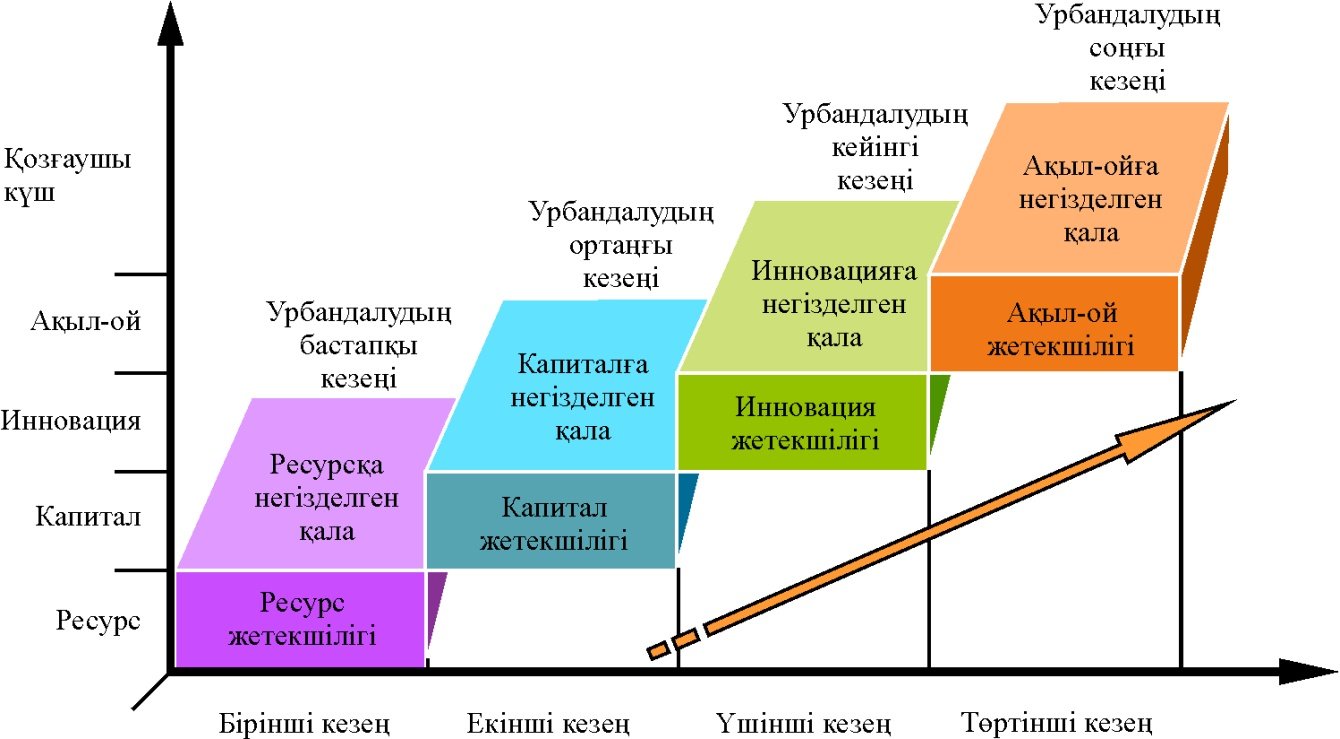 Урбандалудың
соңғы
кезеңі
Урбандалудың
кейінгі
кезеңі
Урбандалудың
ортаңғы
кезеңі
Урбандалудың
бастапқы
кезеңі
Қозғаушы
күш
Ақыл-ой
Инновация
Капитал
Ресурс
Ресурсқа
негізделген
қала
Ресурс
жетекшілігі
Капиталға
негізделген
қала
Капитал
жетекшілігі
Инновацияға
негізделген
қала
Инновация
жетекшілігі
Ақыл-ойға
негізделген
қала
Ақыл-ой
жетекшілігі
Бірінші кезең
Екінші кезең
Үшінші кезең
Төртінші кезең